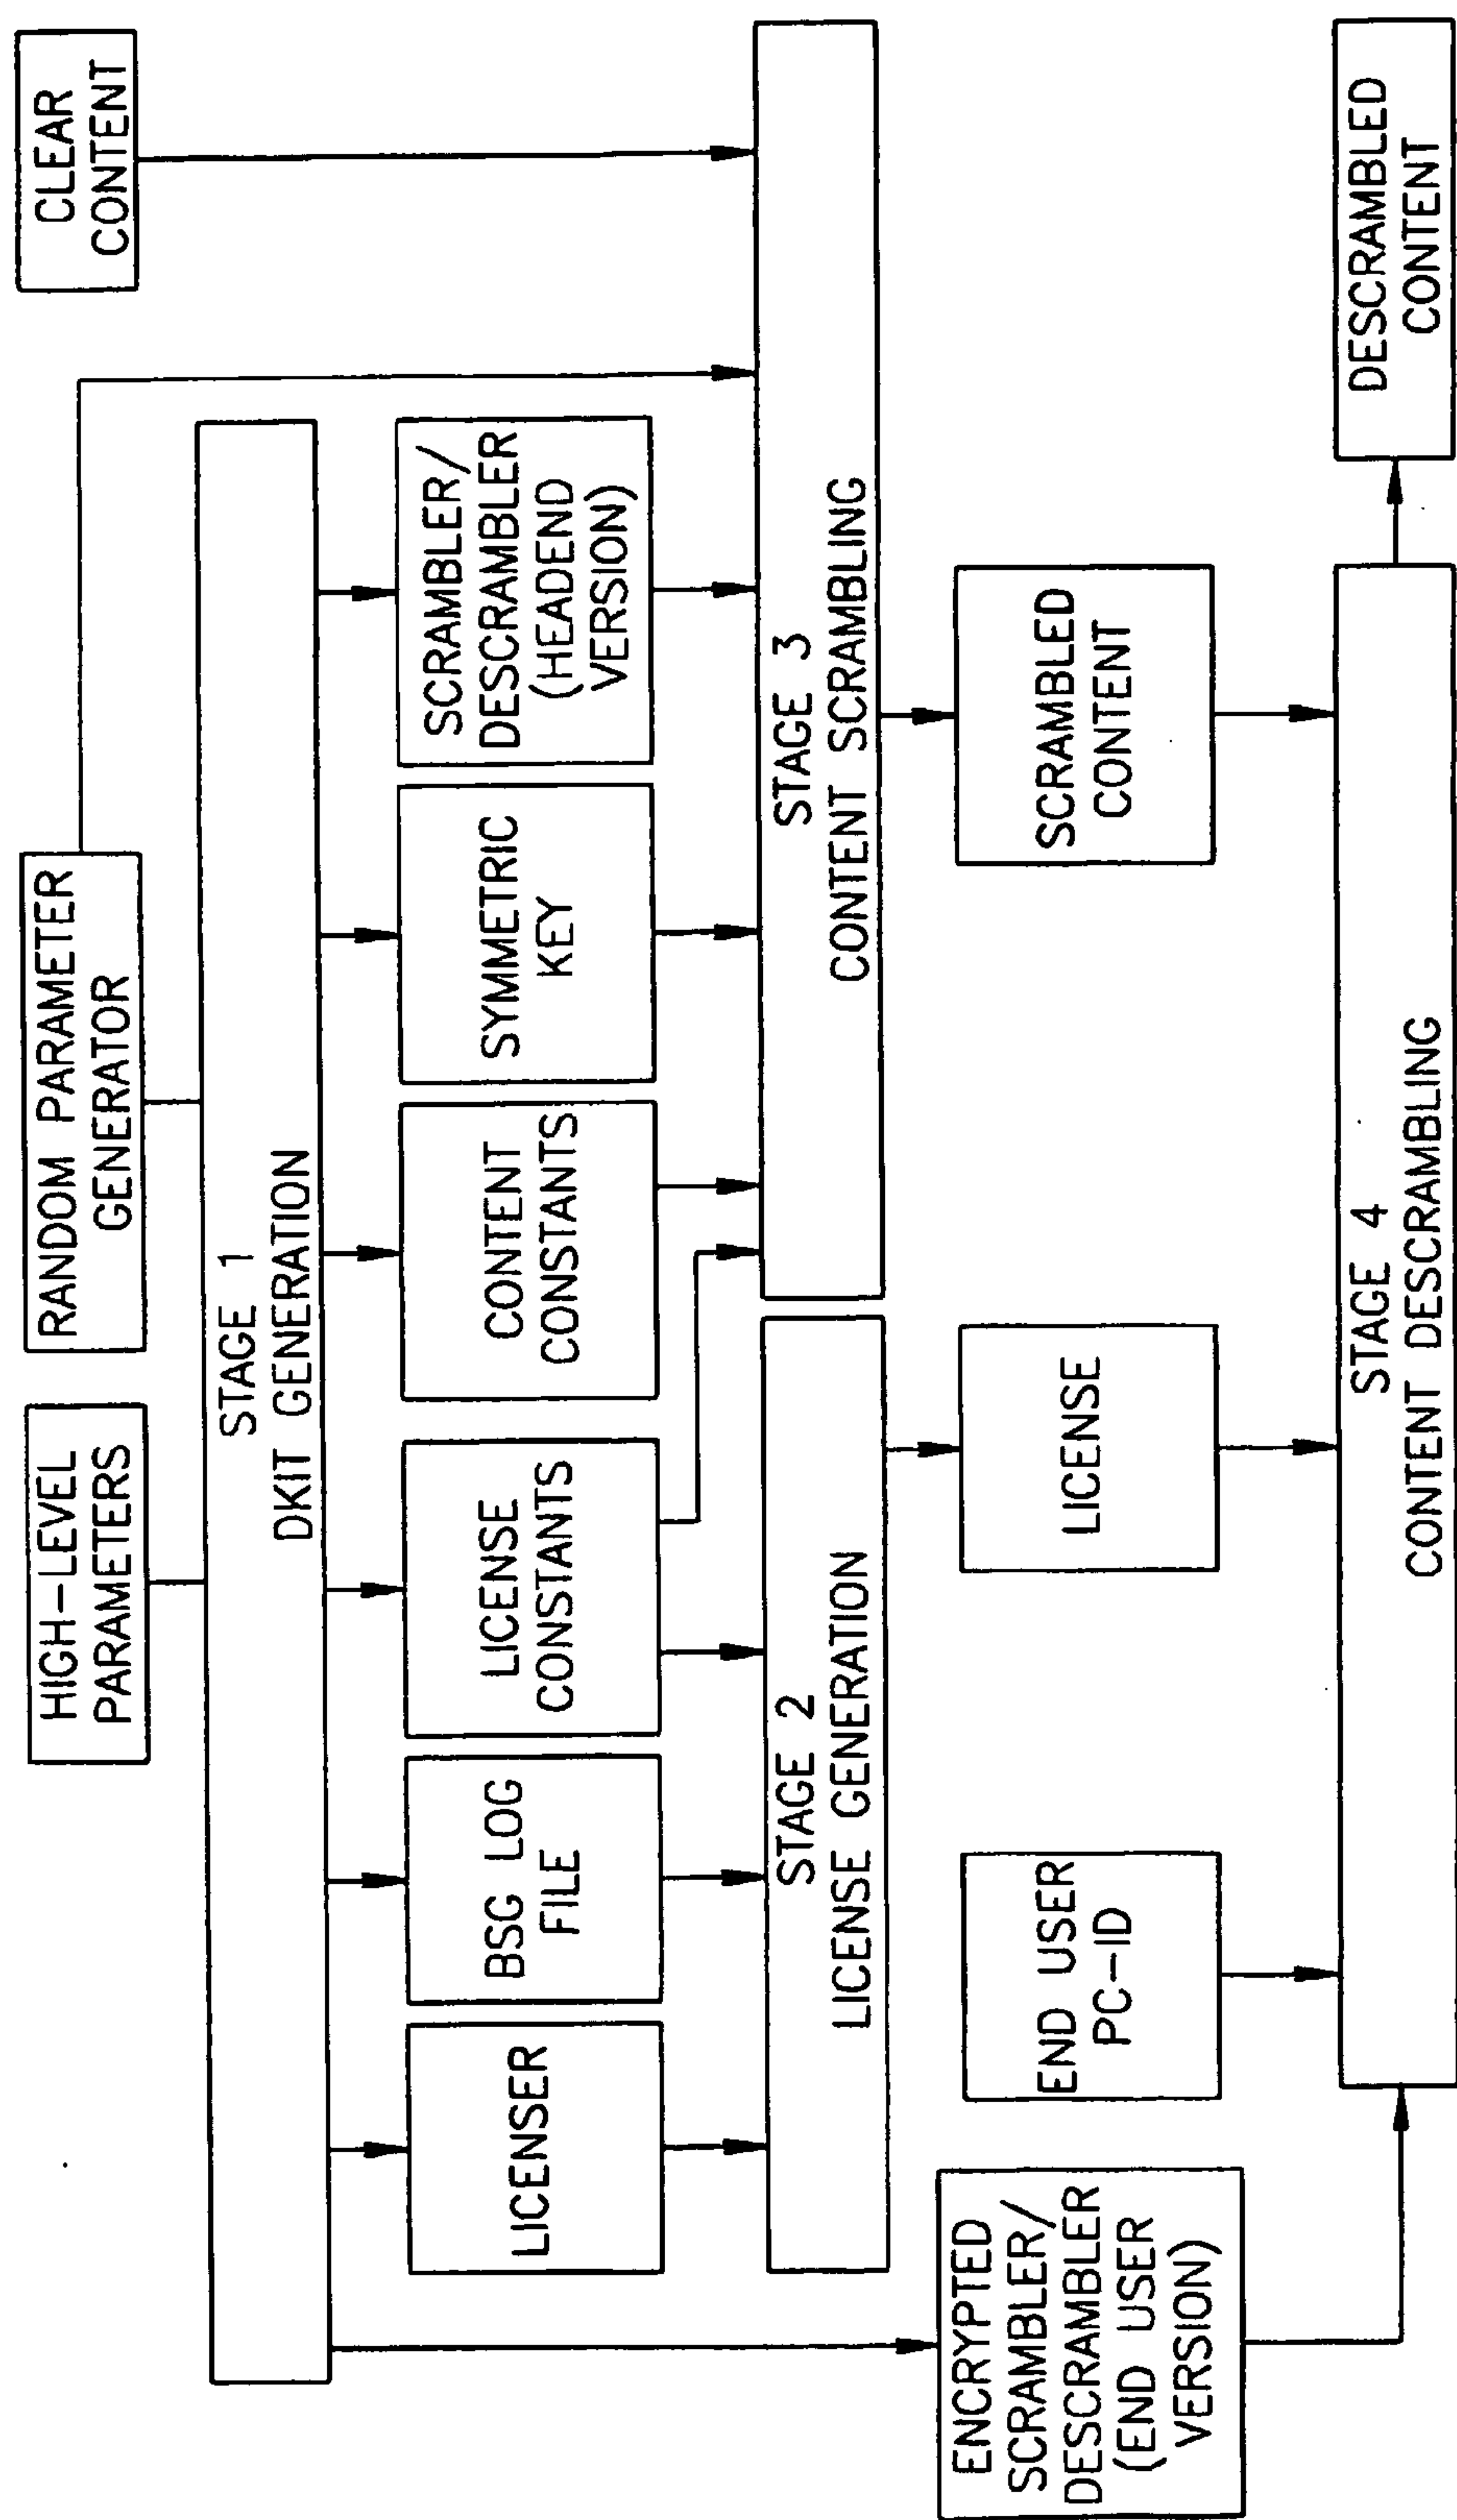 HIGH-LEVEL
PARAMETERS
RANDOM PARAMETER
GENERATOR
CLEAR
CONTENT
STAGE 1
DKIT GENERATION
LICENSER
BSG LOG
FILE
LICENSE
CONSTANTS
CONTENT
CONSTANTS
SYMMETRIC
KEY
SCRAMBLER/
DESCRAMBLER
(HEADEND
VERSION)
STAGE 2
LICENSE GENERATION
STAGE 3
CONTENT SCRAMBLING
ENCRYPTED
SCRAMBLER/
DESCRAMBLER
(END USER
VERSION)
END USER
PC-ID
LICENSE
SCRAMBLED
CONTENT
STAGE 4
CONTENT DESCRAMBLING
DESCRAMBLED
CONTENT